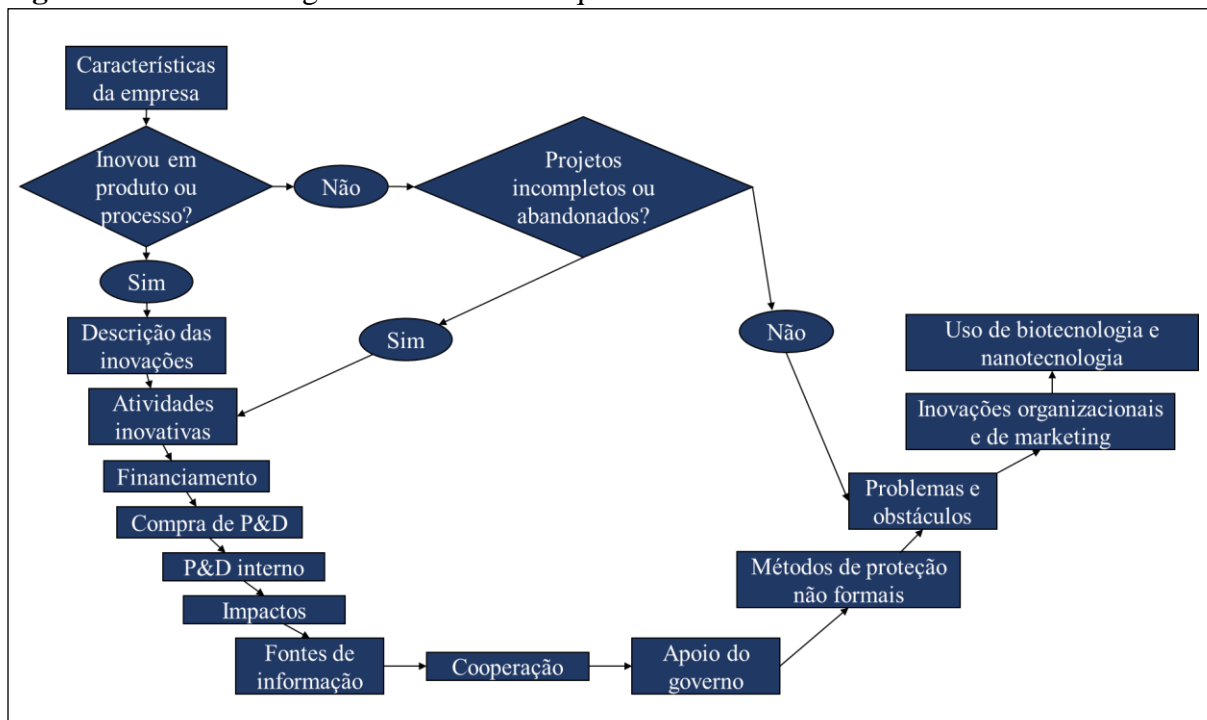 Características
da empresa
Inovou em
produto ou
processo?
Não
Projetos
incompletos ou
abandonados?
Sim
Descrição das
inovações
Sim
Não
Uso de biotecnologia e
nanotecnologia
Atividades
inovativas
Inovações organizacionais
e de marketing
Financiamento
Compra de P&D
Problemas e
obstáculos
P&D interno
Métodos de proteção
não formais
Impactos
Fontes de
informação
Cooperação
Apoio do
governo